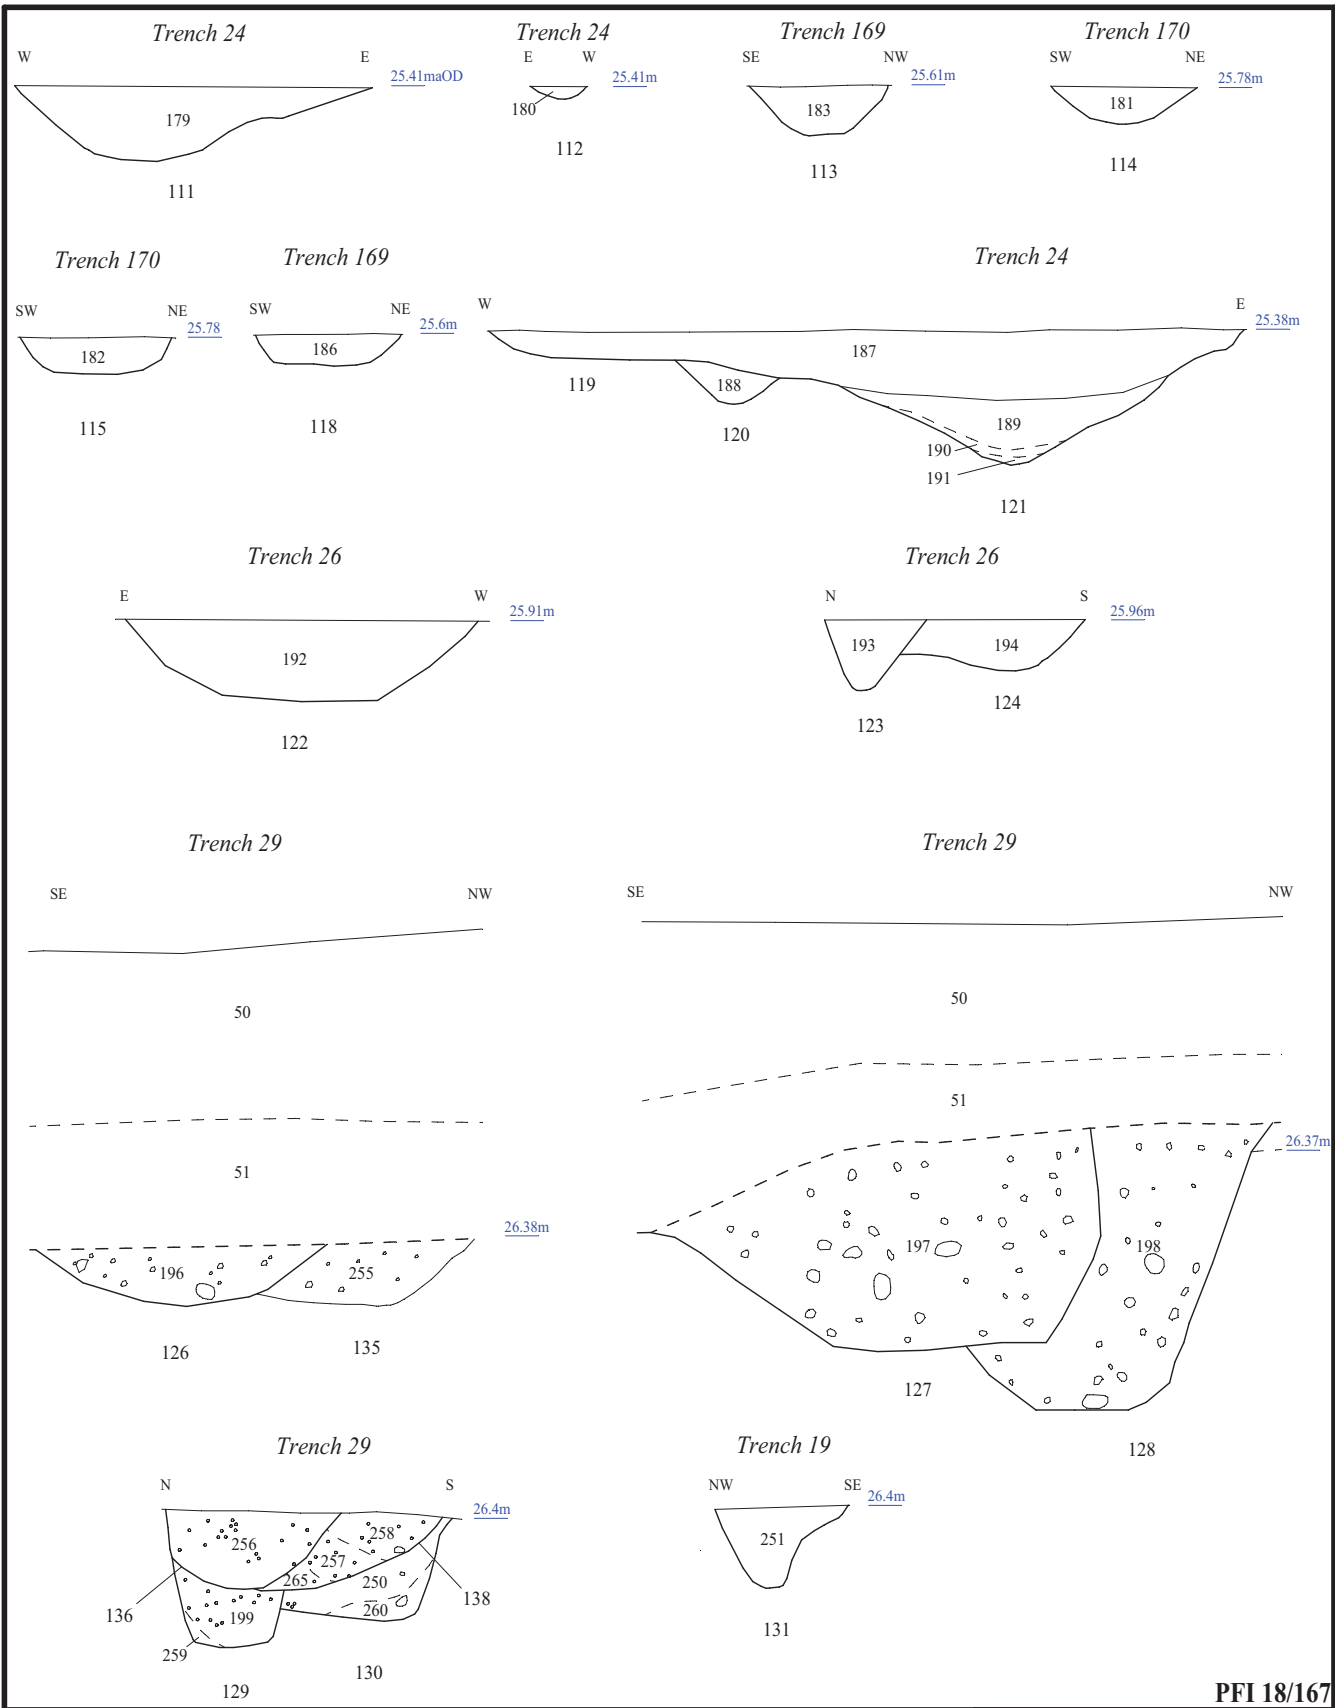 Trench 24
W E
25.41maOD
179
111
Trench 24
E W
25.41m
180
112
Trench 169
SE NW
25.61m
183
113
Trench 170
SW NE
25.78m
181
114
Trench 170
SW NE
25.78
182
115
Trench 169
SW NE
25.6m
186
118
Trench 24
W E
25.38m
187
119
188
120
189
190
191
121
Trench 26
E W
25.91m
192
122
Trench 26
N S
25.96m
193 194
123
124
Trench 29
SE NW
50
51
26.38m
196 255
126 135
Trench 29
SE NW
50
51
26.37m
197 198
127
128
Trench 29
N S
26.4m
256 258
257
265 250
136 138
199 260
259
129 130
Trench 19
NW SE
26.4m
251
131
PFI 18/167